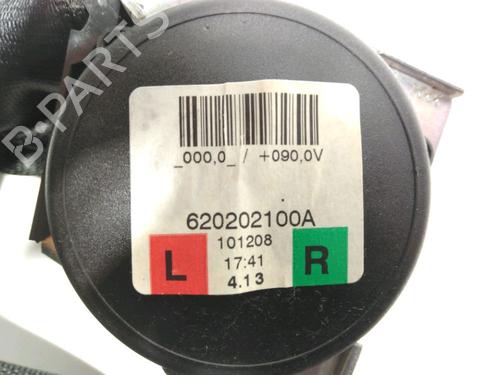 B-PARTS
_000,0_ / +090,0V
620202100A
L 101208 R
17:41
4.13